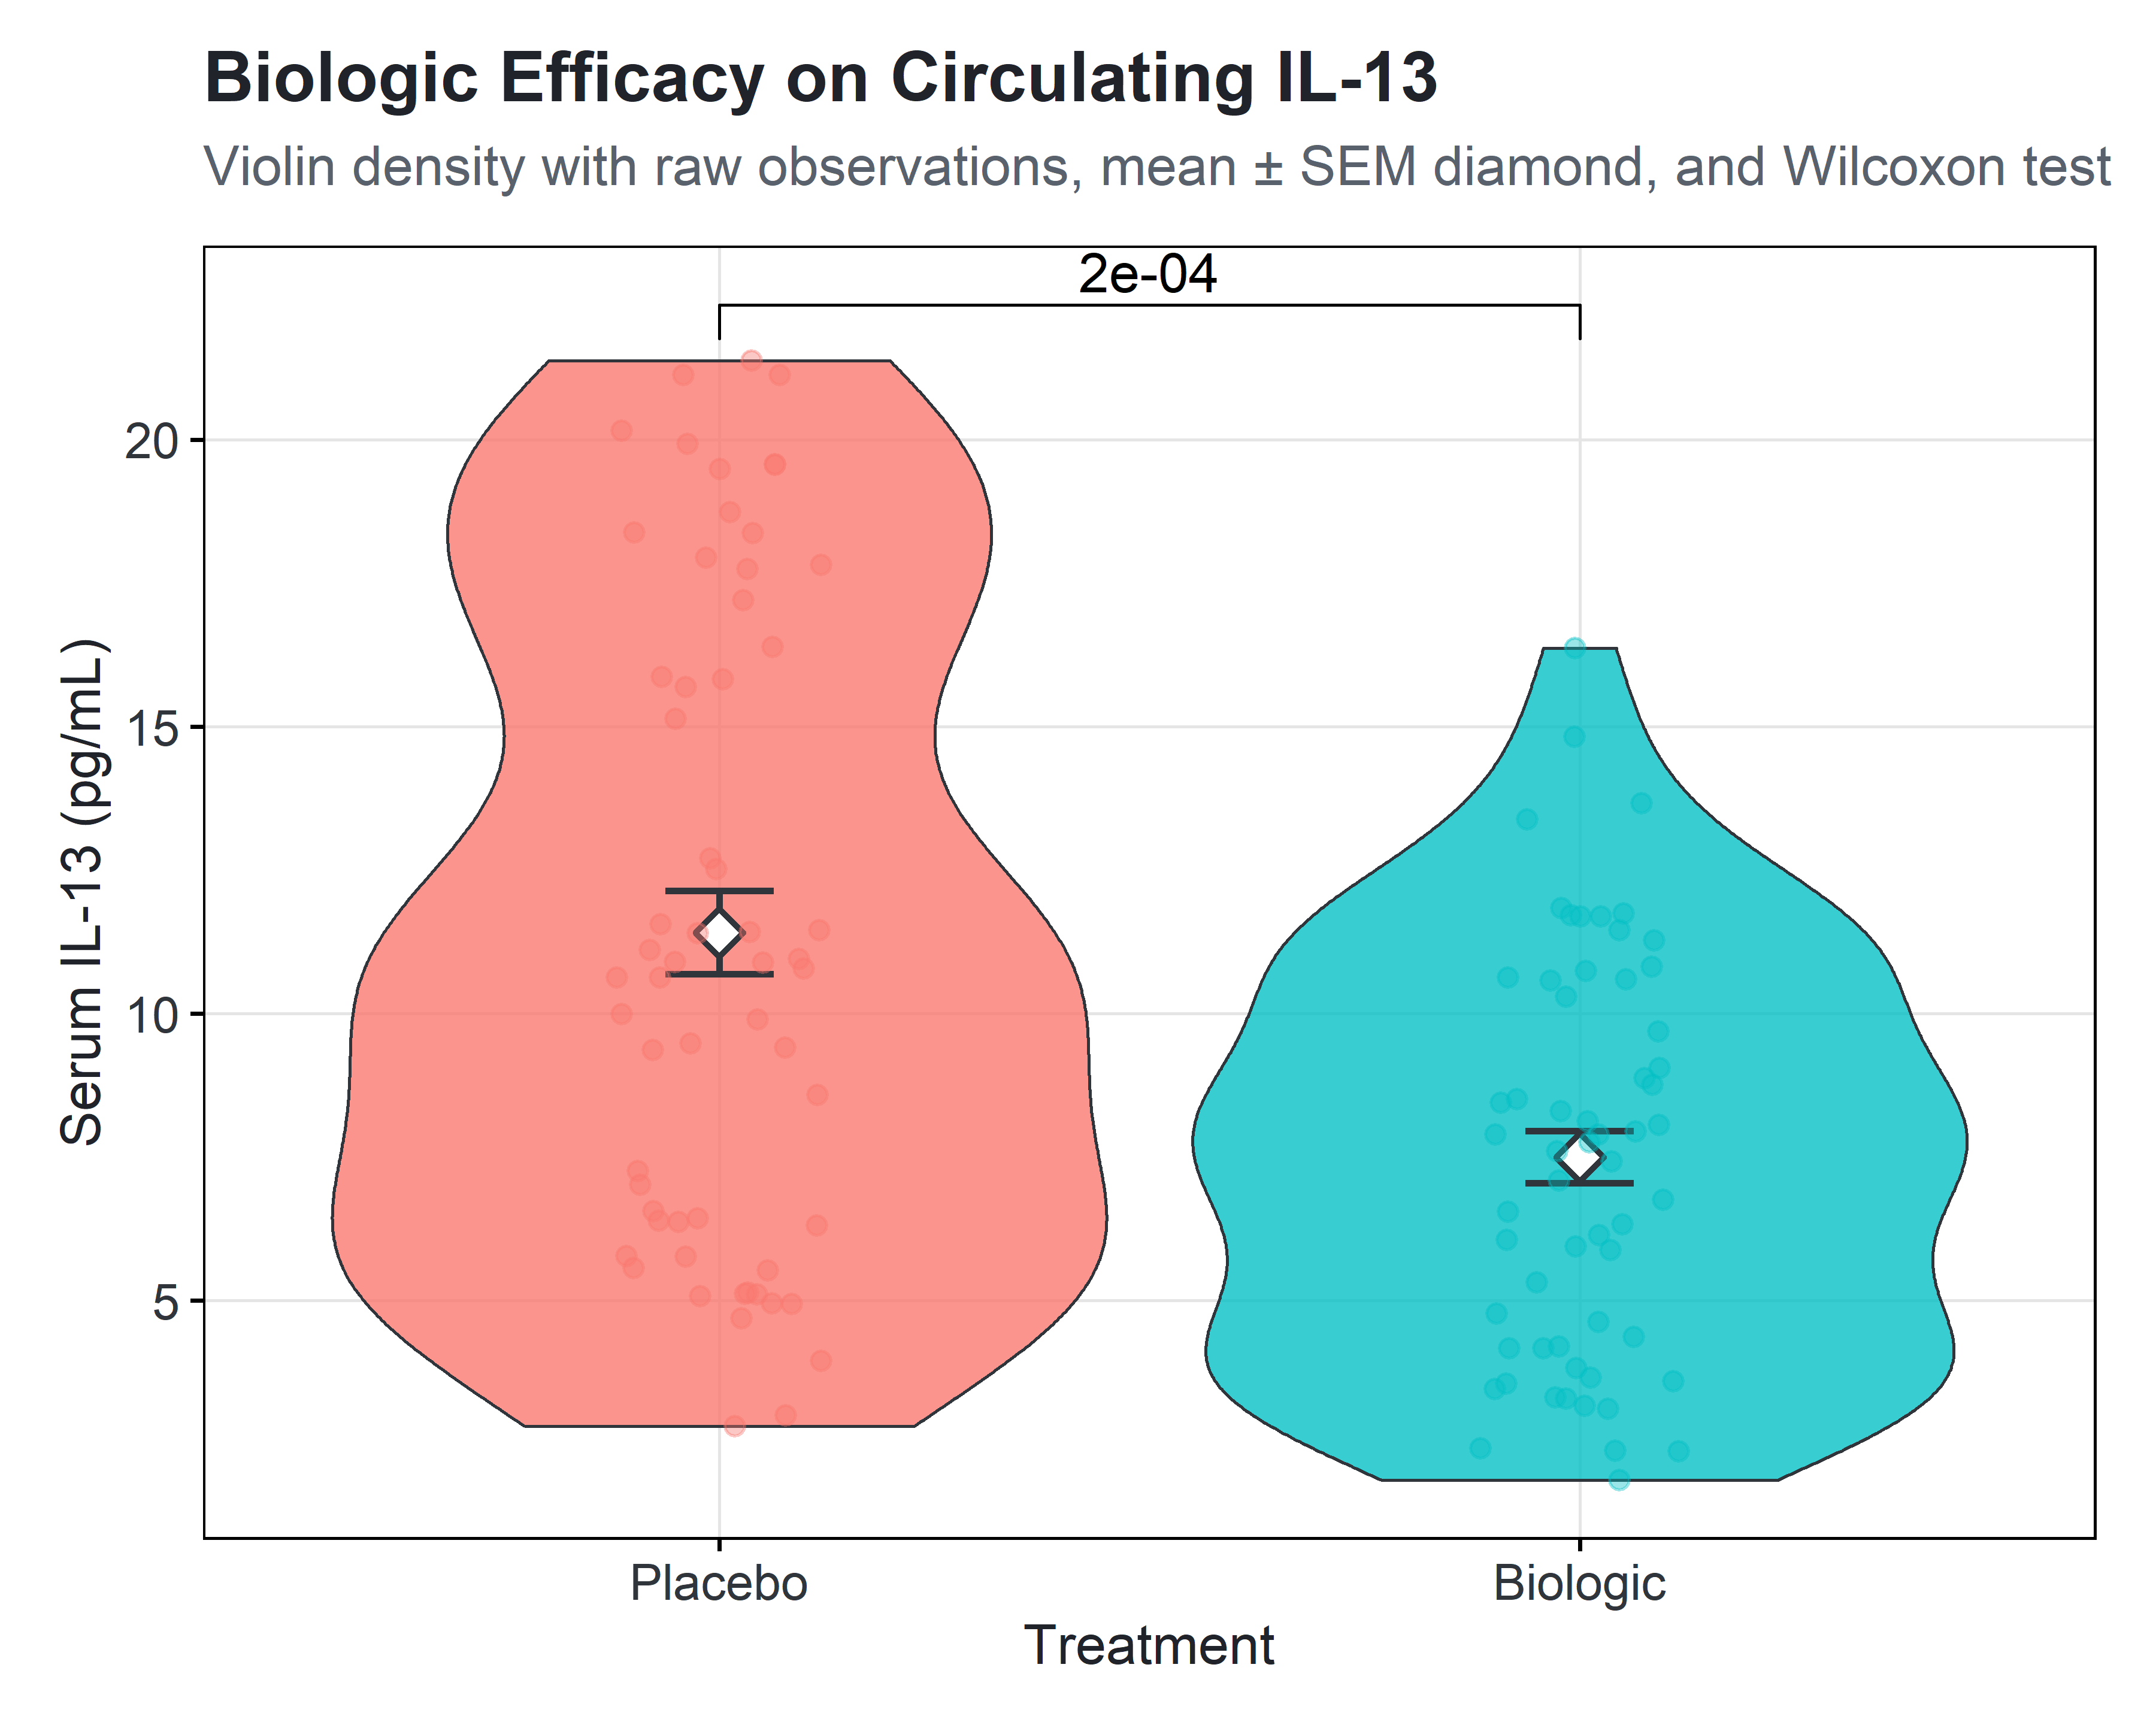 Biologic Efficacy on Circulating IL-13
Violin density with raw observations, mean ± SEM diamond, and Wilcoxon test
2e-04
20
15
10
5
Serum IL-13 (pg/mL)
Placebo
Biologic
Treatment